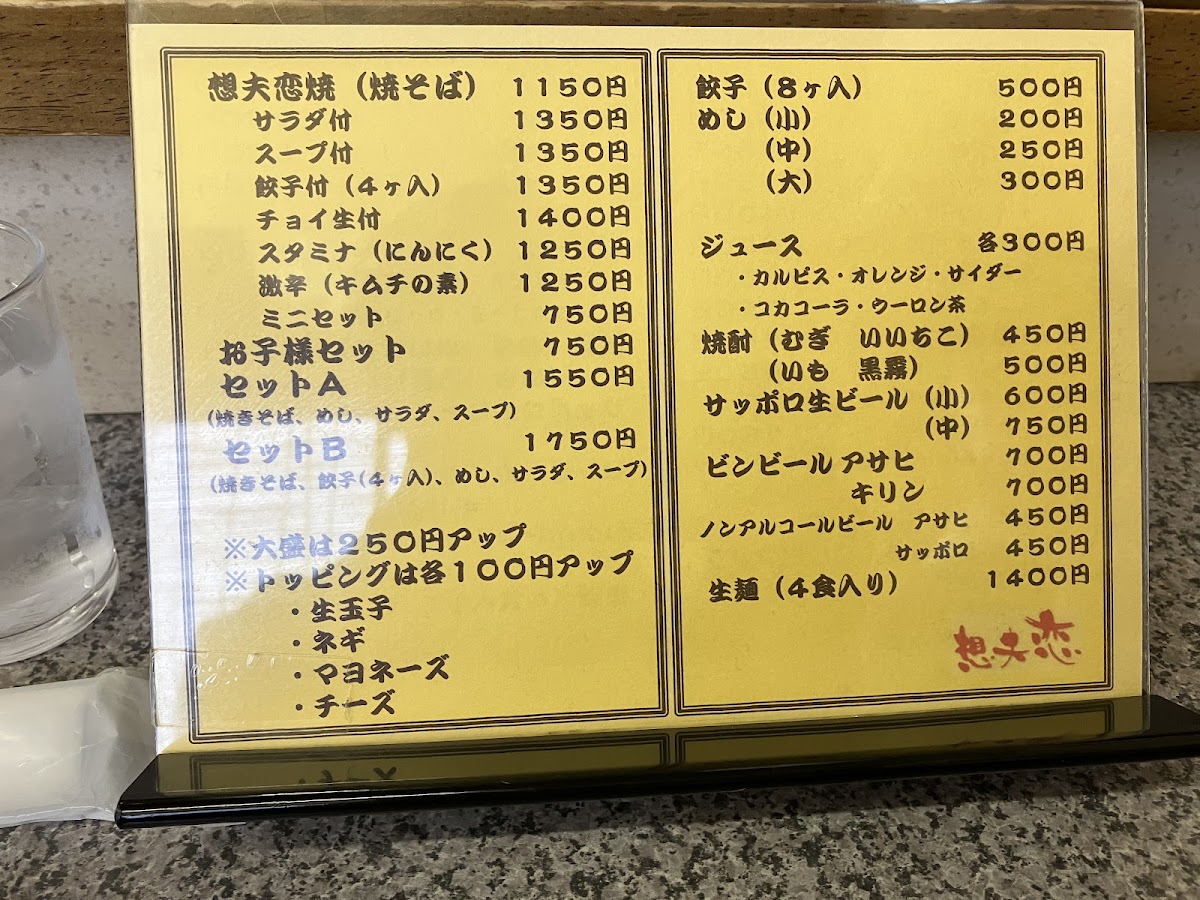 想夫恋焼（焼そば） １１５０円
サラダ付 １３５０円
スープ付 １３５０円
餃子付（４ヶ入） １３５０円
チョイ生付 １４００円
スタミナ（にんにく） １２５０円
激辛（キムチの素） １２５０円
ミニセット ７５０円
お子様セット ７５０円
セットＡ １５５０円
（焼きそば、めし、サラダ、スープ）
セットＢ １７５０円
（焼きそば、餃子（４ヶ入）、めし、サラダ、スープ）
※大盛は２５０円アップ
※トッピングは各１００円アップ
・生玉子
・ネギ
・マヨネーズ
・チーズ
餃子（８ヶ入） ５００円
めし（小） ２００円
（中） ２５０円
（大） ３００円
ジュース 各３００円
・カルピス・オレンジ・サイダー
・コカコーラ・ウーロン茶
焼酎（むぎ　いいちこ） ４５０円
（いも　黒霧） ５００円
サッポロ生ビール（小） ６００円
（中） ７５０円
ビンビール アサヒ ７００円
キリン ７００円
ノンアルコールビール　アサヒ ４５０円
サッポロ ４５０円
生麺（４食入り） １４００円
想夫恋